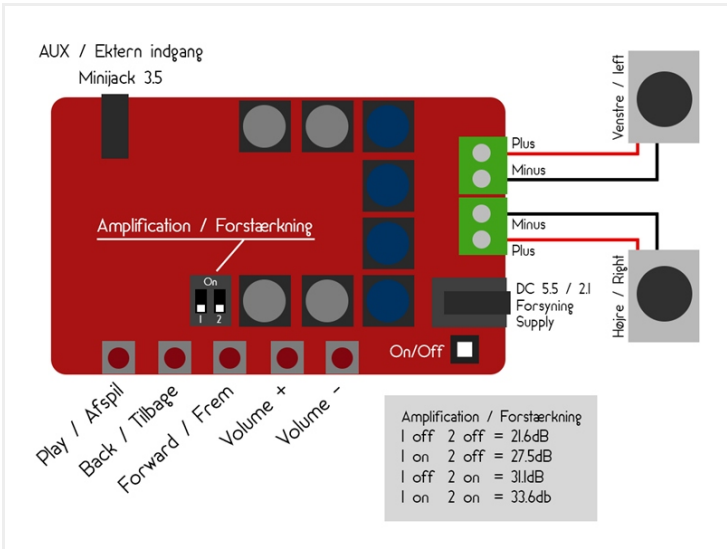 AUX / Ektern indgang
Minijack 3.5
Venstre / left
Plus
Minus
Minus
Plus
Amplification / Forstærkning
On
1 2
DC 5.5 / 2.1
Forsyning
Supply
Højre / Right
On/Off
Play / Afspil
Back / Tilbage
Forward / Frem
Volume +
Volume -
Amplification / Forstærkning
1 off 2 off = 21.6dB
1 on 2 off = 27.5dB
1 off 2 on = 31.1dB
1 on 2 on = 33.6db